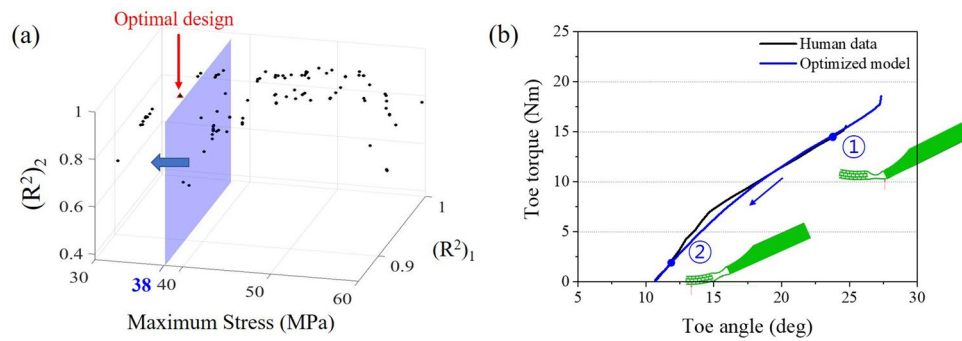 (a)
Optimal design
1
0.8
0.6
0.4
(R²)₂
30
38
40
50
60
Maximum Stress (MPa)
0.9
1
(R²)₁
(b)
Human data
Optimized model
25
20
15
10
5
0
Toe torque (Nm)
①
②
5
10
15
20
25
30
Toe angle (deg)